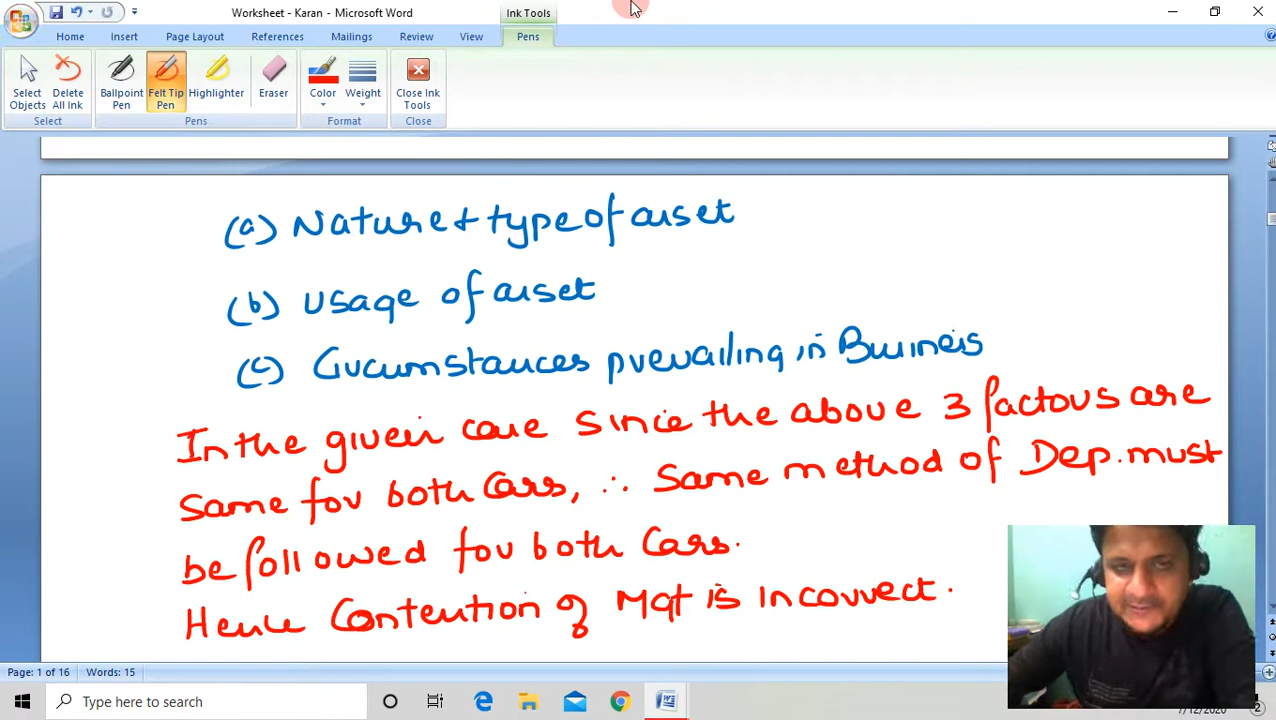 Worksheet - Karan - Microsoft Word
Ink Tools
Home Insert Page Layout References Mailings Review View Pens
Select Objects
Delete All Ink
Ballpoint Pen
Felt Tip Pen
Highlighter
Eraser
Color
Weight
Close Ink Tools
Select Pens Format Close
(a) Nature & type of asset
(b) Usage of asset
(c) Circumstances prevailing in Business
In the given case since the above 3 factors are
Same for both Cars, ∴ Same method of Dep. must
be followed for both Cars.
Hence Contention of Mgt is incorrect.
Page: 1 of 16 Words: 15
Type here to search
7/12/2020
2